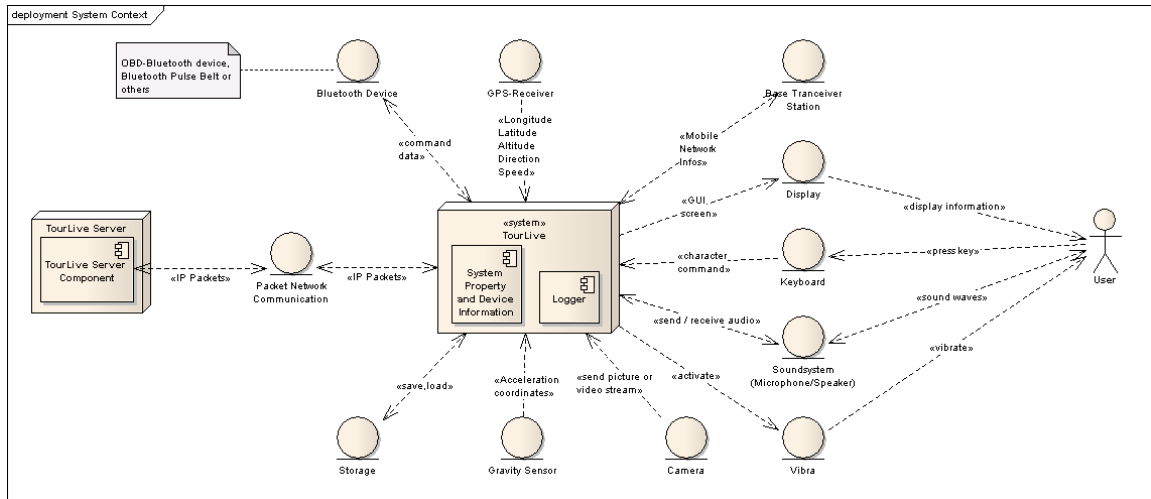 deployment System Context
OBD-Bluetooth device,
Bluetooth Pulse Belt or
others
Bluetooth Device
GPS-Receiver
Base Tranceiver
Station
«command
data»
«Longitude
Latitude
Altitude
Direction
Speed»
«Mobile
Network
Infos»
Display
«GUI
screen»
«display information»
TourLive Server
TourLive Server
Component
«IP Packets»
Packet Network
Communication
«IP Packets»
«system»
TourLive
System
Property
and Device
Information
Logger
«character
command»
Keyboard
«press key»
User
«send / receive audio»
«sound waves»
Soundsystem
(Microphone/Speaker)
«vibrate»
«save,load»
«Acceleration
coordinates»
«send picture or
video stream»
«activate»
Storage
Gravity Sensor
Camera
Vibra